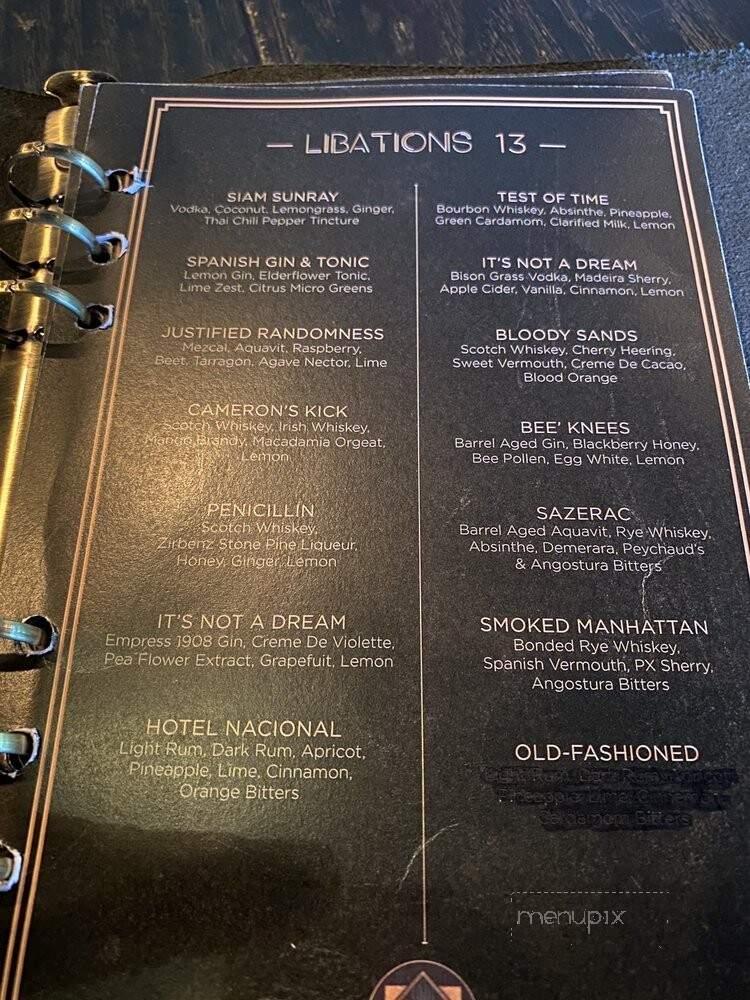 — LIBATIONS 13 —
SIAM SUNRAY
Vodka, Coconut, Lemongrass, Ginger,
Thai Chili Pepper Tincture
SPANISH GIN & TONIC
Lemon Gin, Elderflower Tonic,
Lime Zest, Citrus Micro Greens
JUSTIFIED RANDOMNESS
Mezcal, Aquavit, Raspberry,
Beet, Tarragon, Agave Nector, Lime
CAMERON'S KICK
Scotch Whiskey, Irish Whiskey,
Mango Brandy, Macadamia Orgeat,
Lemon
PENICILLIN
Scotch Whiskey,
Zirbenz Stone Pine Liqueur,
Honey, Ginger, Lemon
IT'S NOT A DREAM
Empress 1908 Gin, Creme De Violette,
Pea Flower Extract, Grapefuit, Lemon
HOTEL NACIONAL
Light Rum, Dark Rum, Apricot,
Pineapple, Lime, Cinnamon,
Orange Bitters
TEST OF TIME
Bourbon Whiskey, Absinthe, Pineapple,
Green Cardamom, Clarified Milk, Lemon
IT'S NOT A DREAM
Bison Grass Vodka, Madeira Sherry,
Apple Cider, Vanilla, Cinnamon, Lemon
BLOODY SANDS
Scotch Whiskey, Cherry Heering,
Sweet Vermouth, Creme De Cacao,
Blood Orange
BEE' KNEES
Barrel Aged Gin, Blackberry Honey,
Bee Pollen, Egg White, Lemon
SAZERAC
Barrel Aged Aquavit, Rye Whiskey,
Absinthe, Demerara, Peychaud's
& Angostura Bitters
SMOKED MANHATTAN
Bonded Rye Whiskey,
Spanish Vermouth, PX Sherry,
Angostura Bitters
OLD-FASHIONED
Cardamom Bitters
menupix